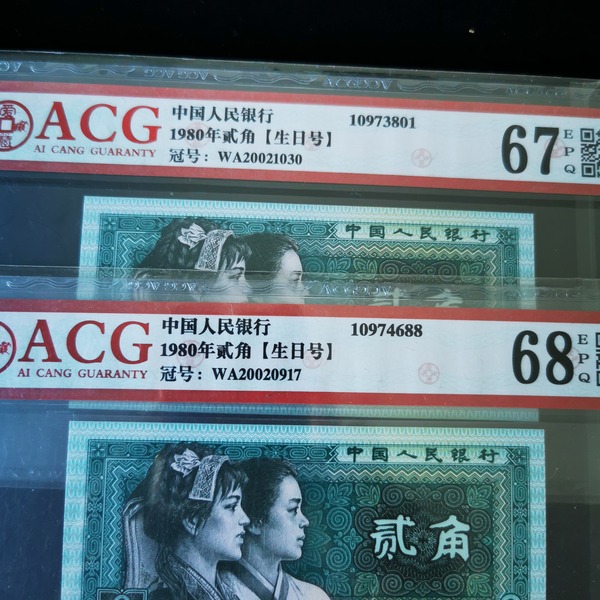 ACG
AI CANG GUARANTY
中国人民银行
10973801
1980年贰角【生日号】
冠号：WA20021030
67
EPQ
中国人民银行
ACG
AI CANG GUARANTY
中国人民银行
10974688
1980年贰角【生日号】
冠号：WA20020917
68
EPQ
中国人民银行
贰角